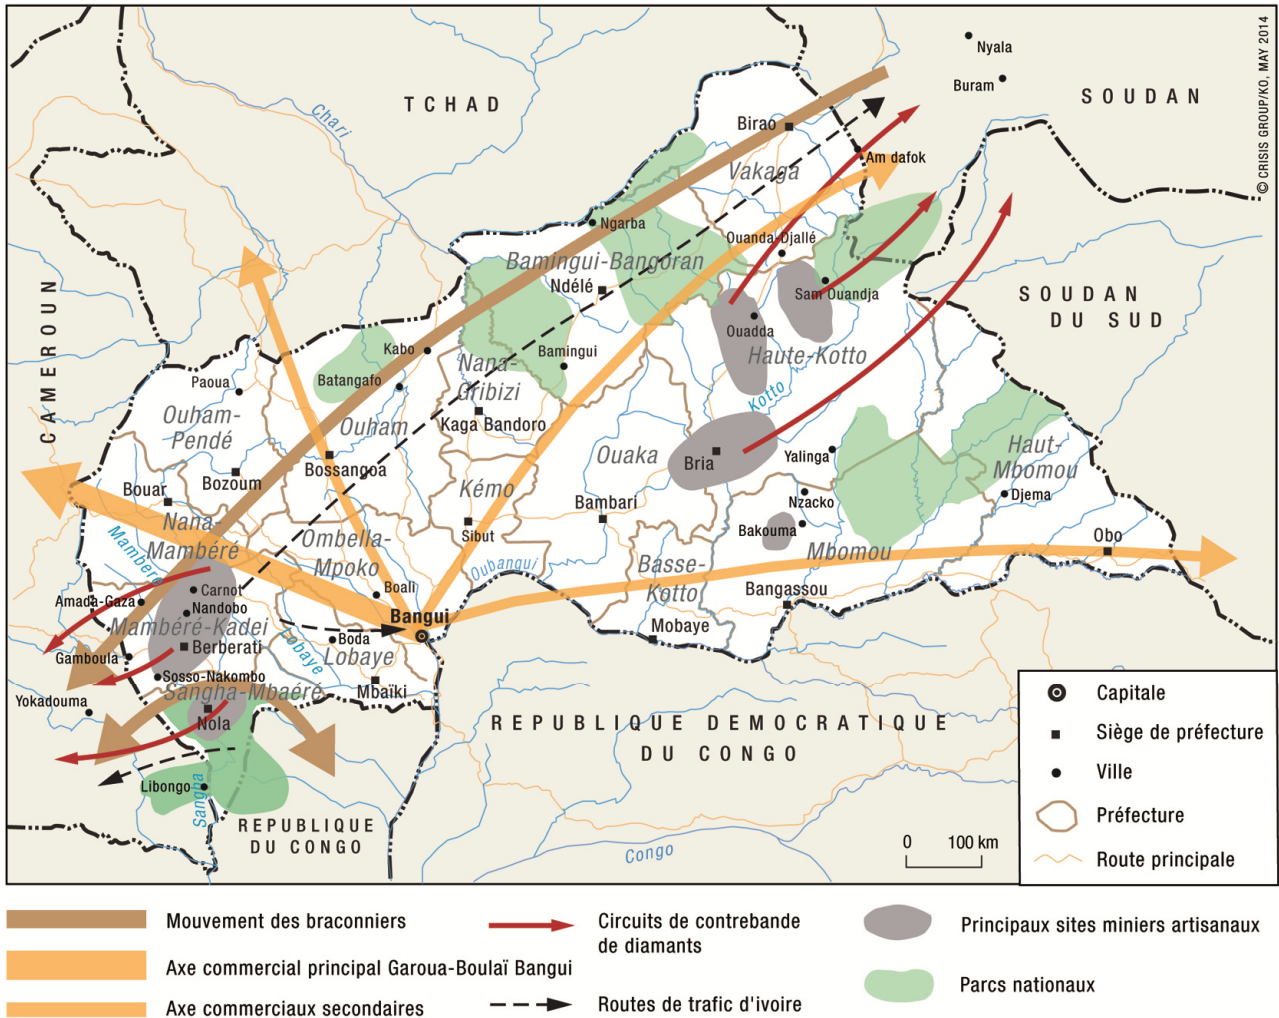 © CRISIS GROUP/KO, MAY 2014
Nyala
Buram
SOUDAN
TCHAD
Chari
Birao
Am dafok
Vakaga
Ngarba
Ouanda-Djallé
Bamingui-Bangoran
Ndélé
Sam Ouandja
SOUDAN
DU SUD
CAMEROUN
Ouadda
Haute-Kotto
Kabo
Bamingui
Nana-
Gribizi
Paoua
Batangafo
Kotto
Ouham-
Pendé
Ouham
Kaga Bandoro
Ouaka
Bria
Yalinga
Haut-
Mbomou
Bossangoa
Bozoum
Bouar
Kémo
Bambari
Nzacko
Djema
Nana-
Mambéré
Mambéré
Ombella-
Mpoko
Sibut
Bakouma
Mbomou
Obo
Oubangui
Basse-
Kotto
Boali
Carnot
Amada-Gaza
Nandobo
Bangui
Bangassou
Mambéré-Kadei
Berberati
Lobaye
Boda
Lobaye
Mobaye
Gamboula
Sosso-Nakombo
Sangha-Mbaéré
Mbaïki
Yokadouma
Nola
REPUBLIQUE DEMOCRATIQUE
DU CONGO
Libongo
Sangha
REPUBLIQUE
DU CONGO
Congo
0 100 km
Capitale
Siège de préfecture
Ville
Préfecture
Route principale
Mouvement des braconniers
Axe commercial principal Garoua-Boulaï Bangui
Axe commerciaux secondaires
Circuits de contrebande
de diamants
Routes de trafic d'ivoire
Principaux sites miniers artisanaux
Parcs nationaux